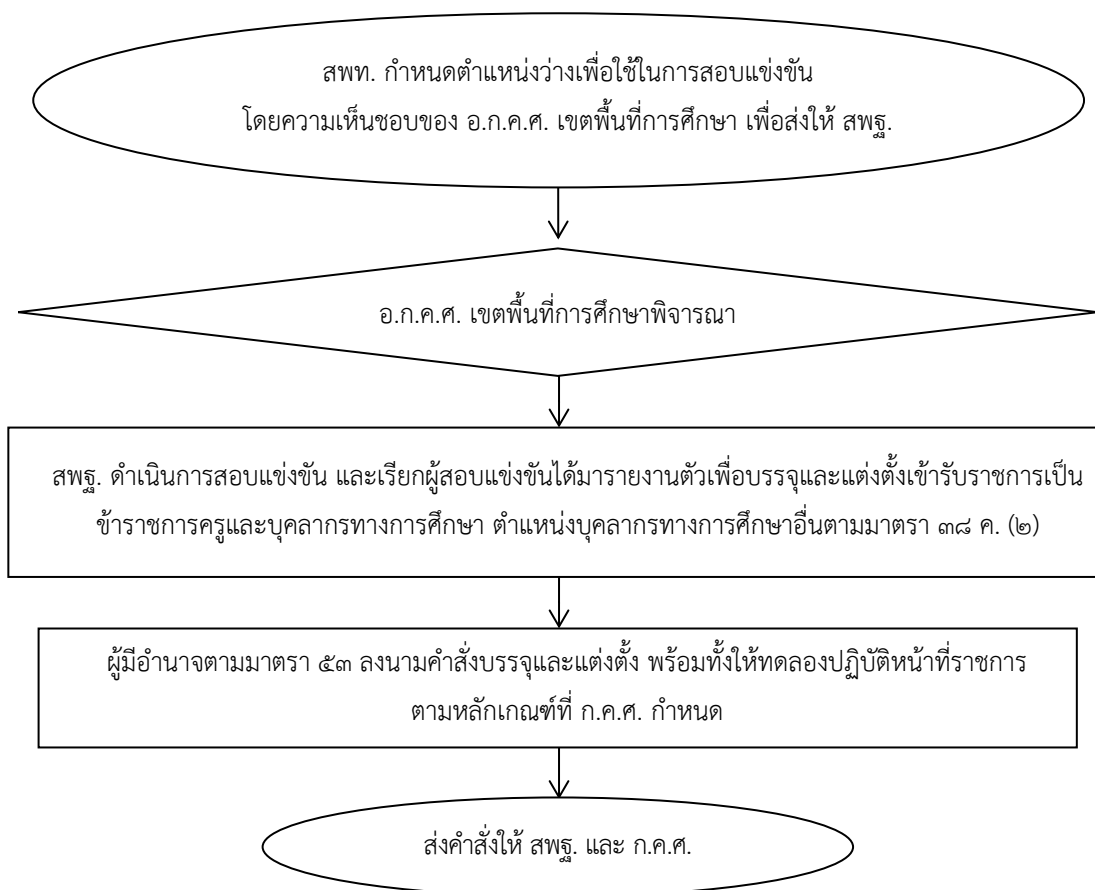 สพท. กำหนดตำแหน่งว่างเพื่อใช้ในการสอบแข่งขัน
โดยความเห็นชอบของ อ.ก.ค.ศ. เขตพื้นที่การศึกษา เพื่อส่งให้ สพฐ.
อ.ก.ค.ศ. เขตพื้นที่การศึกษาพิจารณา
สพฐ. ดำเนินการสอบแข่งขัน และเรียกผู้สอบแข่งขันได้มารายงานตัวเพื่อบรรจุและแต่งตั้งเข้ารับราชการเป็น
ข้าราชการครูและบุคลากรทางการศึกษา ตำแหน่งบุคลากรทางการศึกษาอื่นตามมาตรา ๓๘ ค. (๒)
ผู้มีอำนาจตามมาตรา ๕๓ ลงนามคำสั่งบรรจุและแต่งตั้ง พร้อมทั้งให้ทดลองปฏิบัติหน้าที่ราชการ
ตามหลักเกณฑ์ที่ ก.ค.ศ. กำหนด
ส่งคำสั่งให้ สพฐ. และ ก.ค.ศ.